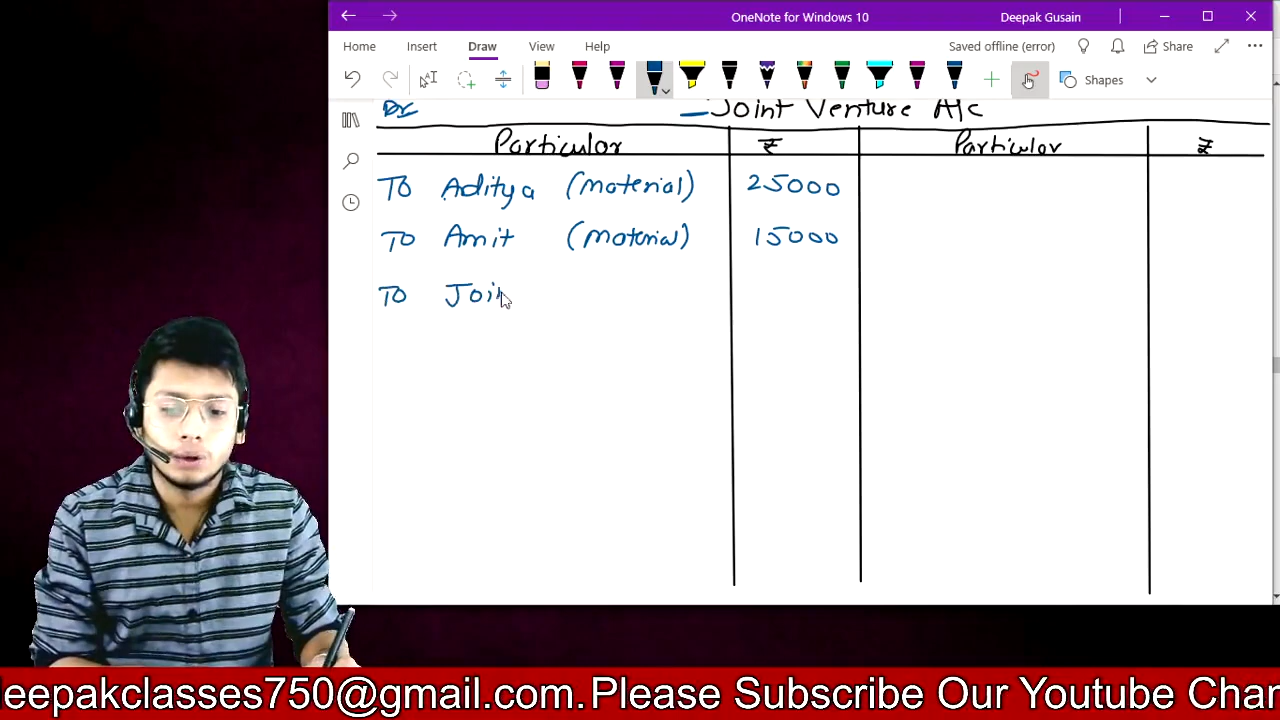 OneNote for Windows 10
Deepak Gusain
Home Insert Draw View Help
Saved offline (error)
Share
Shapes
Dr Joint Venture A/c
Particular ₹ Particular ₹
To Aditya (material) 25000
To Amit (Material) 15000
To Join
deepakclasses750@gmail.com. Please Subscribe Our Youtube Chan